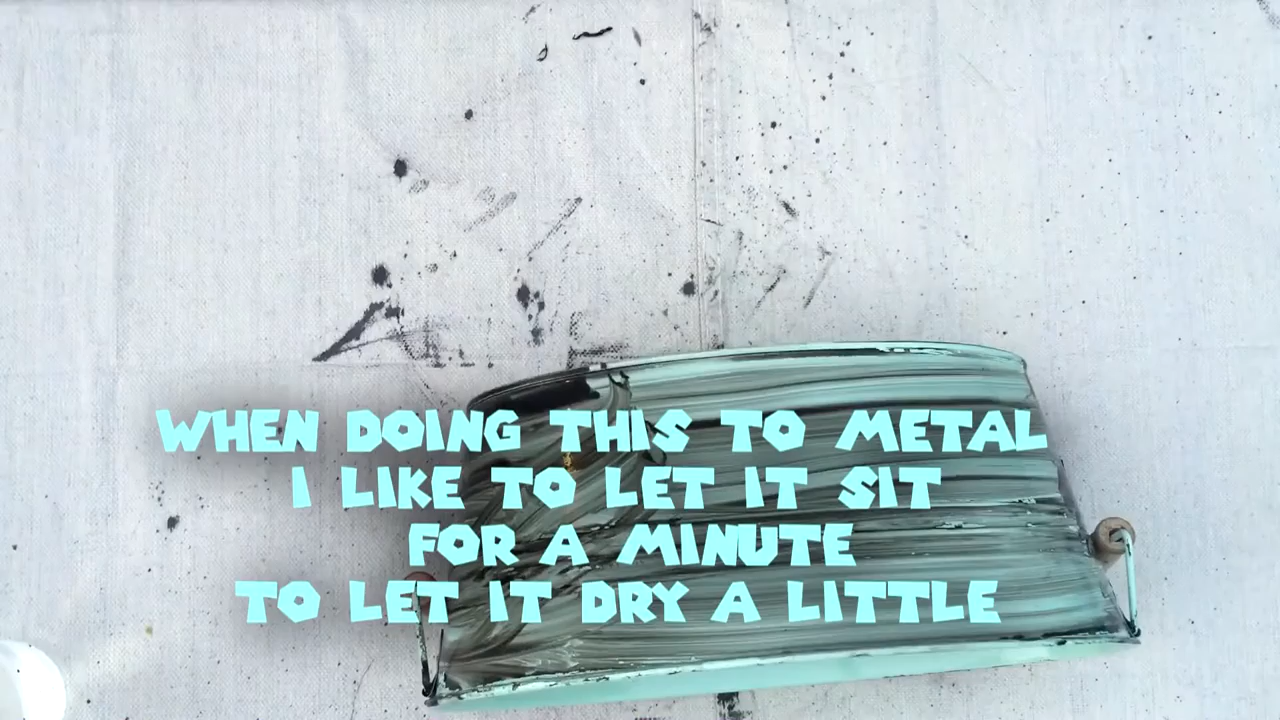 WHEN DOING THIS TO METAL
I LIKE TO LET IT SIT
FOR A MINUTE
TO LET IT DRY A LITTLE